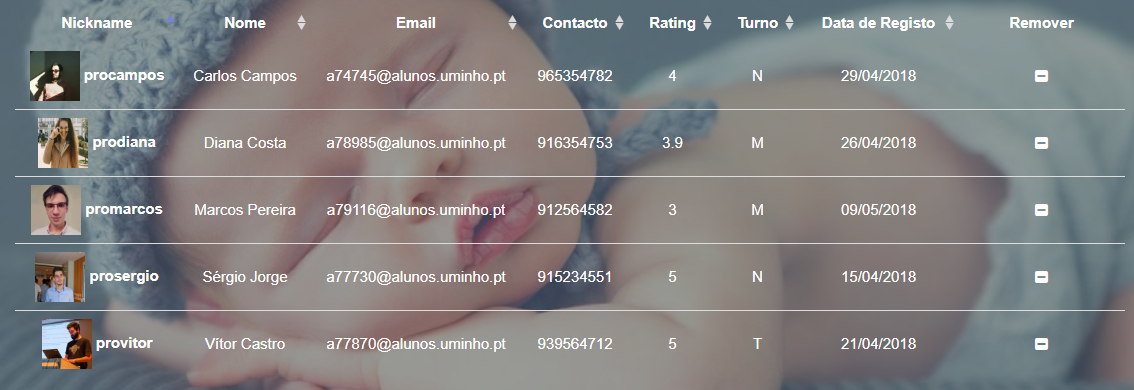 Nickname Nome Email Contacto Rating Turno Data de Registo Remover
procampos Carlos Campos a74745@alunos.uminho.pt 965354782 4 N 29/04/2018
prodiana Diana Costa a78985@alunos.uminho.pt 916354753 3.9 M 26/04/2018
promarcos Marcos Pereira a79116@alunos.uminho.pt 912564582 3 M 09/05/2018
prosergio Sérgio Jorge a77730@alunos.uminho.pt 915234551 5 N 15/04/2018
provitor Vítor Castro a77870@alunos.uminho.pt 939564712 5 T 21/04/2018